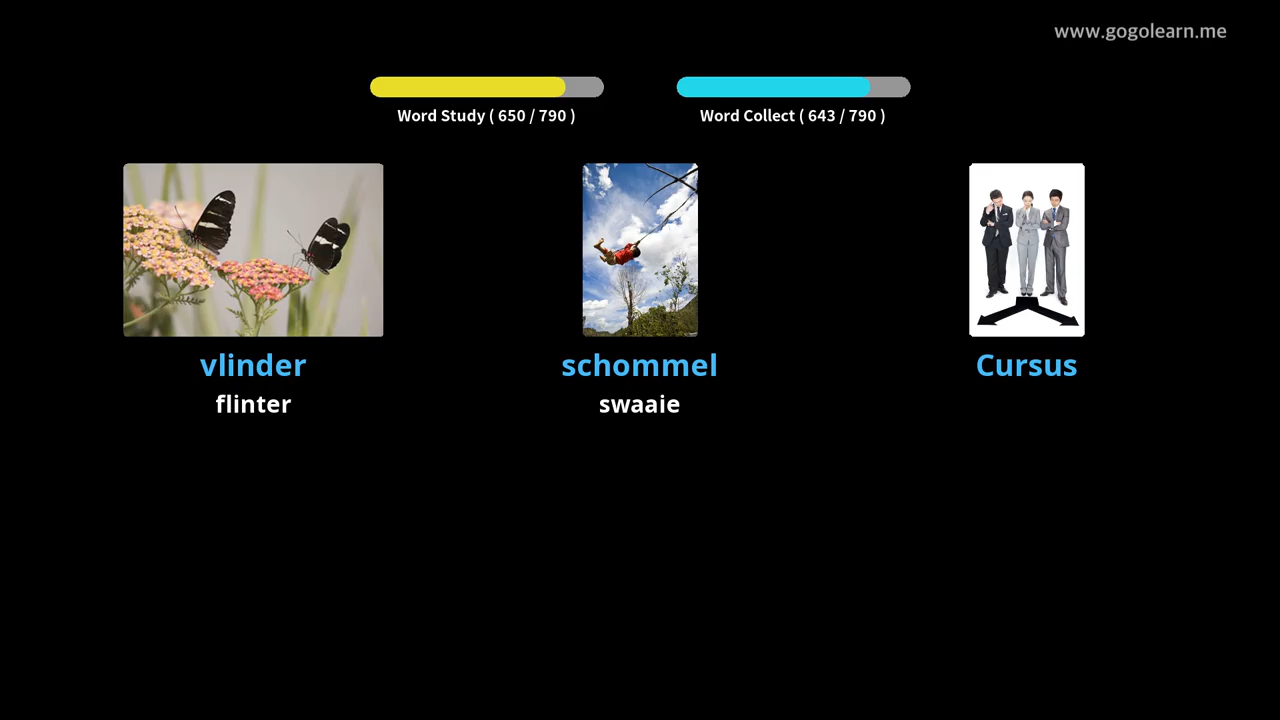 www.gogolearn.me
Word Study ( 650 / 790 )
Word Collect ( 643 / 790 )
vlinder
schommel
Cursus
flinter
swaaie